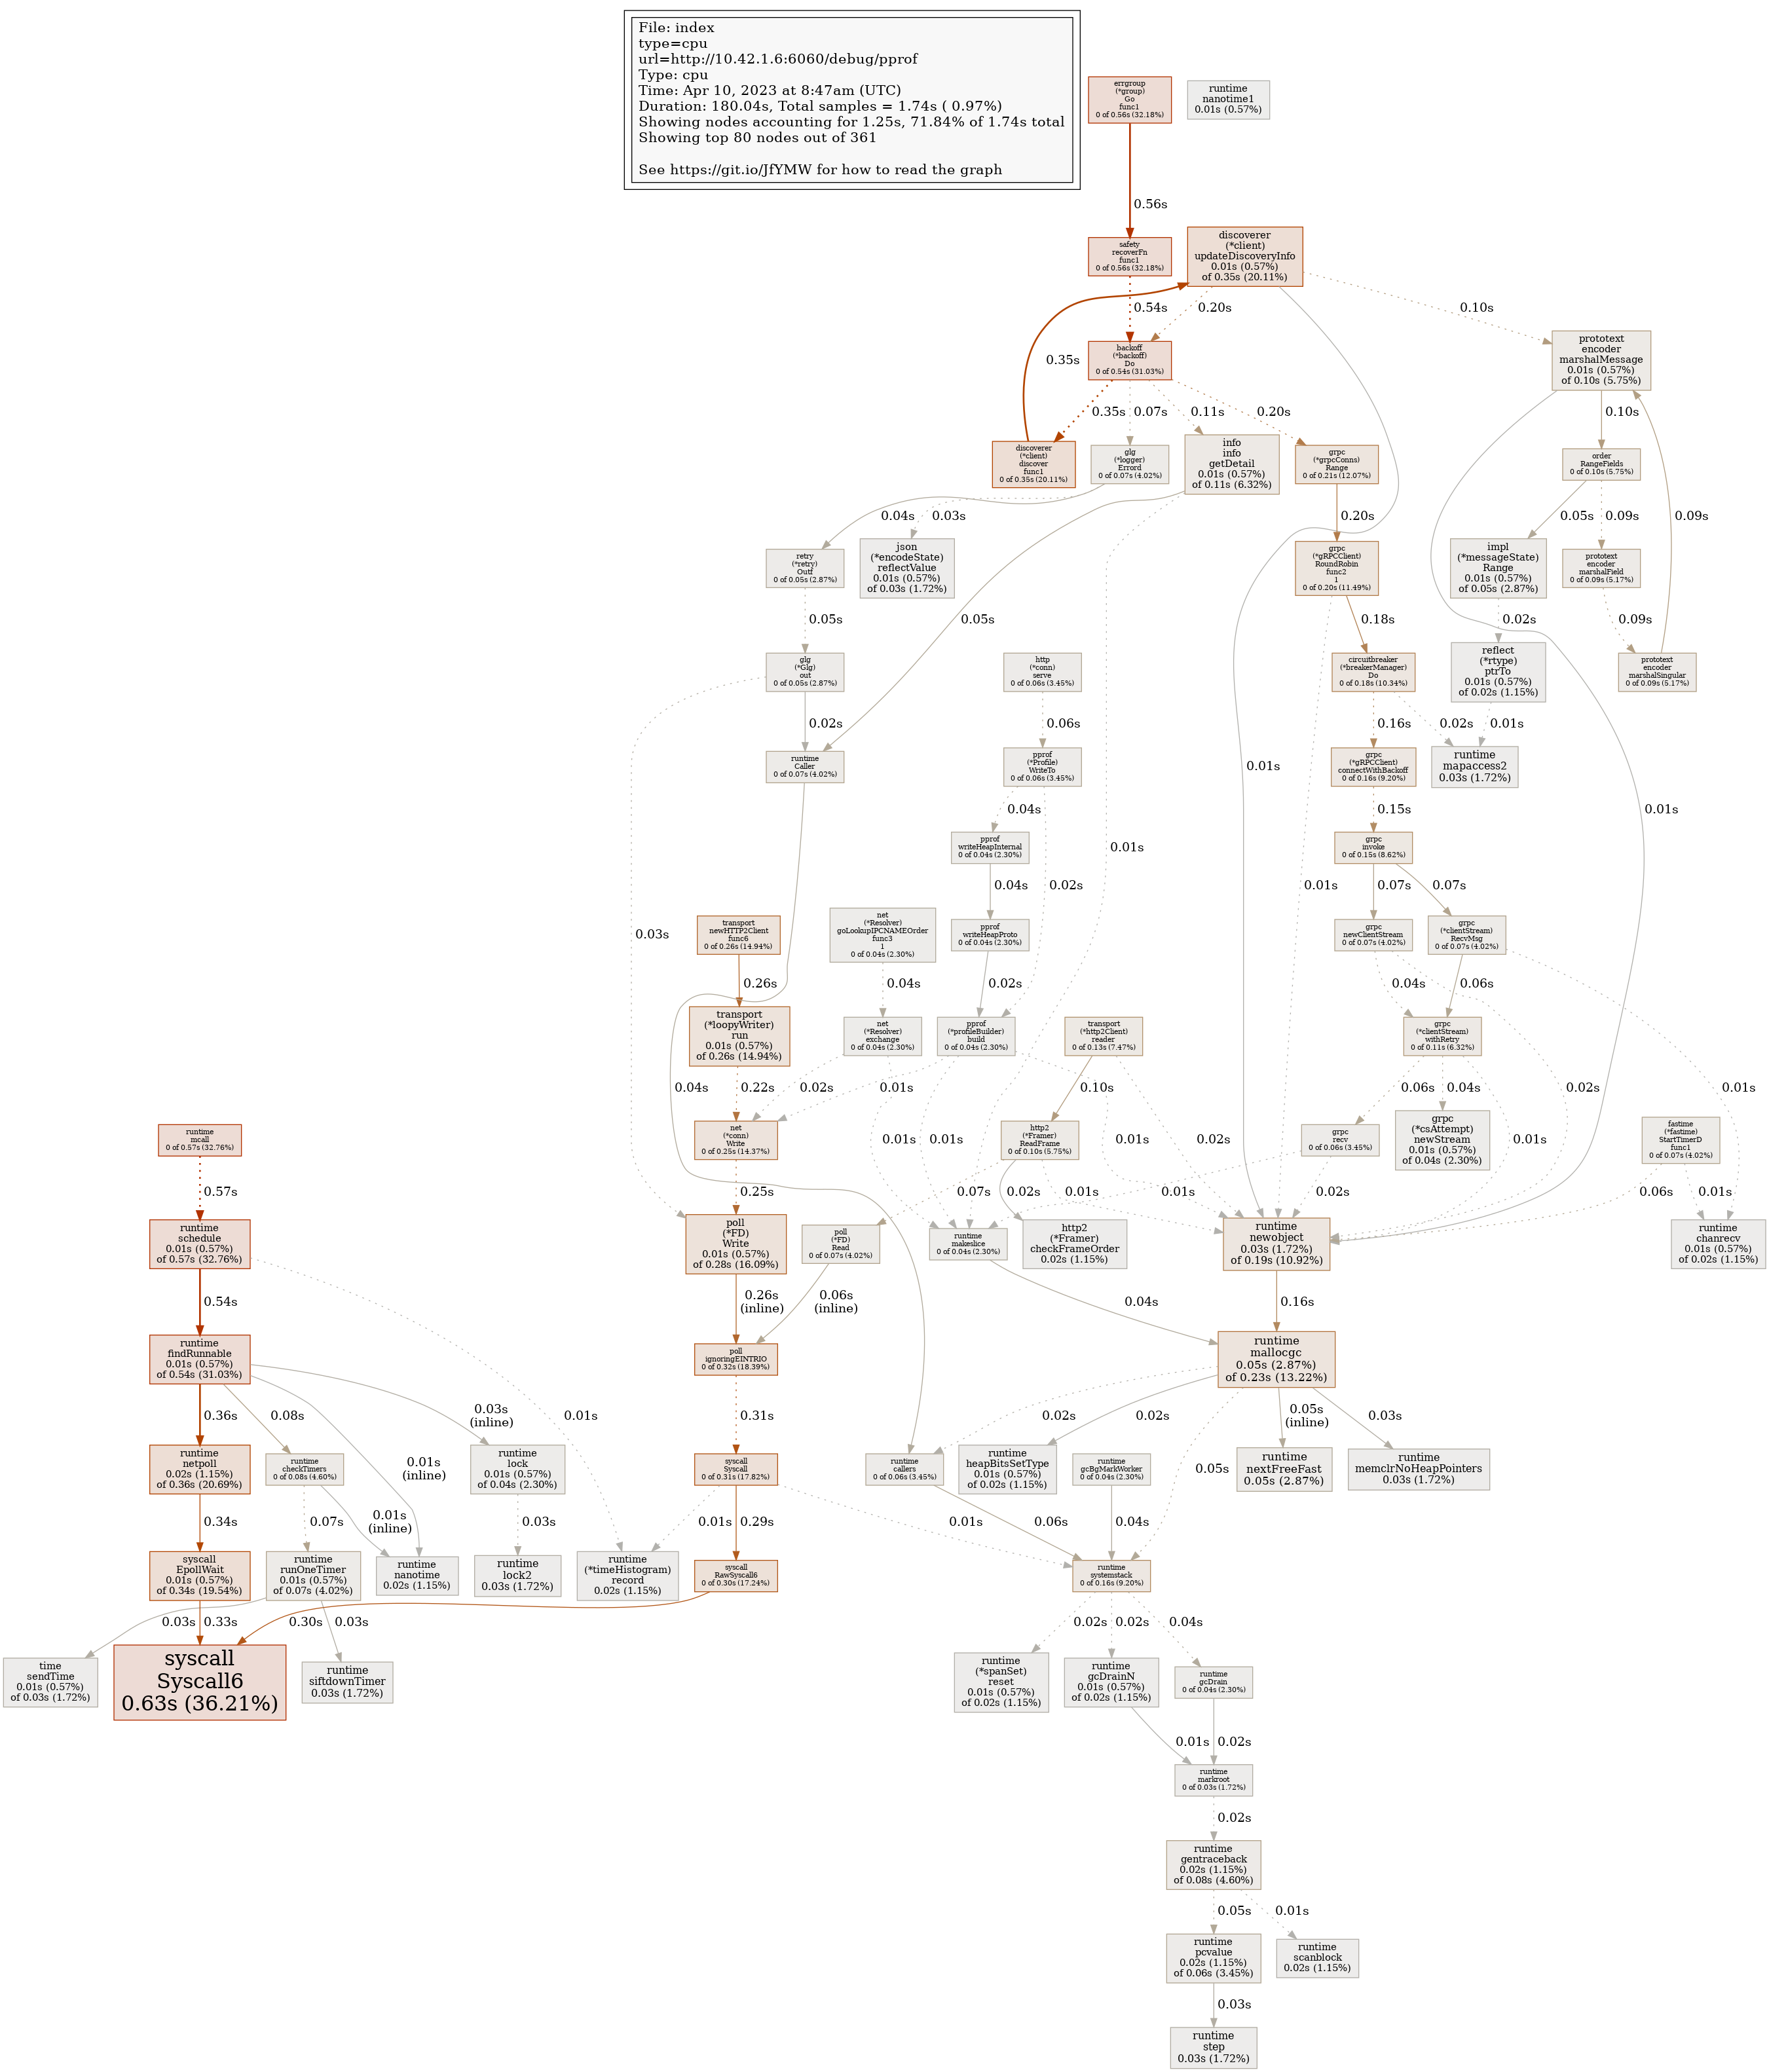 File: index
type=cpu
url=http://10.42.1.6:6060/debug/pprof
Type: cpu
Time: Apr 10, 2023 at 8:47am (UTC)
Duration: 180.04s, Total samples = 1.74s ( 0.97%)
Showing nodes accounting for 1.25s, 71.84% of 1.74s total
Showing top 80 nodes out of 361
See https://git.io/JfYMW for how to read the graph
errgroup
(*group)
Go
func1
0 of 0.56s (32.18%)
runtime
nanotime1
0.01s (0.57%)
0.56s
safety
recoverFn
func1
0 of 0.56s (32.18%)
discoverer
(*client)
updateDiscoveryInfo
0.01s (0.57%)
of 0.35s (20.11%)
0.54s
0.20s
0.10s
backoff
(*backoff)
Do
0 of 0.54s (31.03%)
prototext
encoder
marshalMessage
0.01s (0.57%)
of 0.10s (5.75%)
0.35s
0.35s
0.07s
0.11s
0.20s
0.10s
discoverer
(*client)
discover
func1
0 of 0.35s (20.11%)
glg
(*logger)
Errord
0 of 0.07s (4.02%)
info
info
getDetail
0.01s (0.57%)
of 0.11s (6.32%)
grpc
(*grpcConns)
Range
0 of 0.21s (12.07%)
order
RangeFields
0 of 0.10s (5.75%)
0.04s
0.03s
0.20s
0.05s
0.09s
0.09s
retry
(*retry)
Outf
0 of 0.05s (2.87%)
json
(*encodeState)
reflectValue
0.01s (0.57%)
of 0.03s (1.72%)
grpc
(*gRPCClient)
RoundRobin
func2
1
0 of 0.20s (11.49%)
impl
(*messageState)
Range
0.01s (0.57%)
of 0.05s (2.87%)
prototext
encoder
marshalField
0 of 0.09s (5.17%)
0.05s
0.05s
0.18s
0.02s
0.09s
glg
(*Glg)
out
0 of 0.05s (2.87%)
http
(*conn)
serve
0 of 0.06s (3.45%)
circuitbreaker
(*breakerManager)
Do
0 of 0.18s (10.34%)
reflect
(*rtype)
ptrTo
0.01s (0.57%)
of 0.02s (1.15%)
prototext
encoder
marshalSingular
0 of 0.09s (5.17%)
0.02s
0.06s
0.16s
0.02s
0.01s
runtime
Caller
0 of 0.07s (4.02%)
pprof
(*Profile)
WriteTo
0 of 0.06s (3.45%)
0.01s
grpc
(*gRPCClient)
connectWithBackoff
0 of 0.16s (9.20%)
runtime
mapaccess2
0.03s (1.72%)
0.04s
0.15s
0.01s
pprof
writeHeapInternal
0 of 0.04s (2.30%)
0.01s
grpc
invoke
0 of 0.15s (8.62%)
0.04s
0.02s
0.01s
0.07s
0.07s
0.03s
transport
newHTTP2Client
func6
0 of 0.26s (14.94%)
net
(*Resolver)
goLookupIPCNAMEOrder
func3
1
0 of 0.04s (2.30%)
pprof
writeHeapProto
0 of 0.04s (2.30%)
grpc
newClientStream
0 of 0.07s (4.02%)
grpc
(*clientStream)
RecvMsg
0 of 0.07s (4.02%)
0.26s
0.04s
0.02s
0.04s
0.06s
transport
(*loopyWriter)
run
0.01s (0.57%)
of 0.26s (14.94%)
net
(*Resolver)
exchange
0 of 0.04s (2.30%)
pprof
(*profileBuilder)
build
0 of 0.04s (2.30%)
transport
(*http2Client)
reader
0 of 0.13s (7.47%)
grpc
(*clientStream)
withRetry
0 of 0.11s (6.32%)
0.04s
0.22s
0.02s
0.01s
0.10s
0.06s
0.04s
0.02s
0.01s
runtime
mcall
0 of 0.57s (32.76%)
net
(*conn)
Write
0 of 0.25s (14.37%)
0.01s
0.01s
http2
(*Framer)
ReadFrame
0 of 0.10s (5.75%)
0.01s
0.02s
grpc
recv
0 of 0.06s (3.45%)
grpc
(*csAttempt)
newStream
0.01s (0.57%)
of 0.04s (2.30%)
0.01s
fastime
(*fastime)
StartTimerD
func1
0 of 0.07s (4.02%)
0.57s
0.25s
0.07s
0.02s
0.01s
0.01s
0.02s
0.06s
0.01s
runtime
schedule
0.01s (0.57%)
of 0.57s (32.76%)
poll
(*FD)
Write
0.01s (0.57%)
of 0.28s (16.09%)
poll
(*FD)
Read
0 of 0.07s (4.02%)
runtime
makeslice
0 of 0.04s (2.30%)
http2
(*Framer)
checkFrameOrder
0.02s (1.15%)
runtime
newobject
0.03s (1.72%)
of 0.19s (10.92%)
runtime
chanrecv
0.01s (0.57%)
of 0.02s (1.15%)
0.54s
0.26s
(inline)
0.06s
(inline)
0.04s
0.16s
runtime
findRunnable
0.01s (0.57%)
of 0.54s (31.03%)
poll
ignoringEINTRIO
0 of 0.32s (18.39%)
runtime
mallocgc
0.05s (2.87%)
of 0.23s (13.22%)
0.36s
0.08s
0.03s
(inline)
0.01s
0.31s
0.02s
0.02s
0.05s
(inline)
0.03s
runtime
netpoll
0.02s (1.15%)
of 0.36s (20.69%)
runtime
checkTimers
0 of 0.08s (4.60%)
0.01s
(inline)
runtime
lock
0.01s (0.57%)
of 0.04s (2.30%)
syscall
Syscall
0 of 0.31s (17.82%)
runtime
callers
0 of 0.06s (3.45%)
runtime
heapBitsSetType
0.01s (0.57%)
of 0.02s (1.15%)
runtime
gcBgMarkWorker
0 of 0.04s (2.30%)
0.05s
runtime
nextFreeFast
0.05s (2.87%)
runtime
memclrNoHeapPointers
0.03s (1.72%)
0.34s
0.07s
0.01s
(inline)
0.03s
0.01s
0.29s
0.01s
0.06s
0.04s
syscall
EpollWait
0.01s (0.57%)
of 0.34s (19.54%)
runtime
runOneTimer
0.01s (0.57%)
of 0.07s (4.02%)
runtime
nanotime
0.02s (1.15%)
runtime
lock2
0.03s (1.72%)
runtime
(*timeHistogram)
record
0.02s (1.15%)
syscall
RawSyscall6
0 of 0.30s (17.24%)
runtime
systemstack
0 of 0.16s (9.20%)
0.03s
0.33s
0.30s
0.03s
0.02s
0.02s
0.04s
time
sendTime
0.01s (0.57%)
of 0.03s (1.72%)
syscall
Syscall6
0.63s (36.21%)
runtime
siftdownTimer
0.03s (1.72%)
runtime
(*spanSet)
reset
0.01s (0.57%)
of 0.02s (1.15%)
runtime
gcDrainN
0.01s (0.57%)
of 0.02s (1.15%)
runtime
gcDrain
0 of 0.04s (2.30%)
0.01s
0.02s
runtime
markroot
0 of 0.03s (1.72%)
0.02s
runtime
gentraceback
0.02s (1.15%)
of 0.08s (4.60%)
0.05s
0.01s
runtime
pcvalue
0.02s (1.15%)
of 0.06s (3.45%)
runtime
scanblock
0.02s (1.15%)
0.03s
runtime
step
0.03s (1.72%)